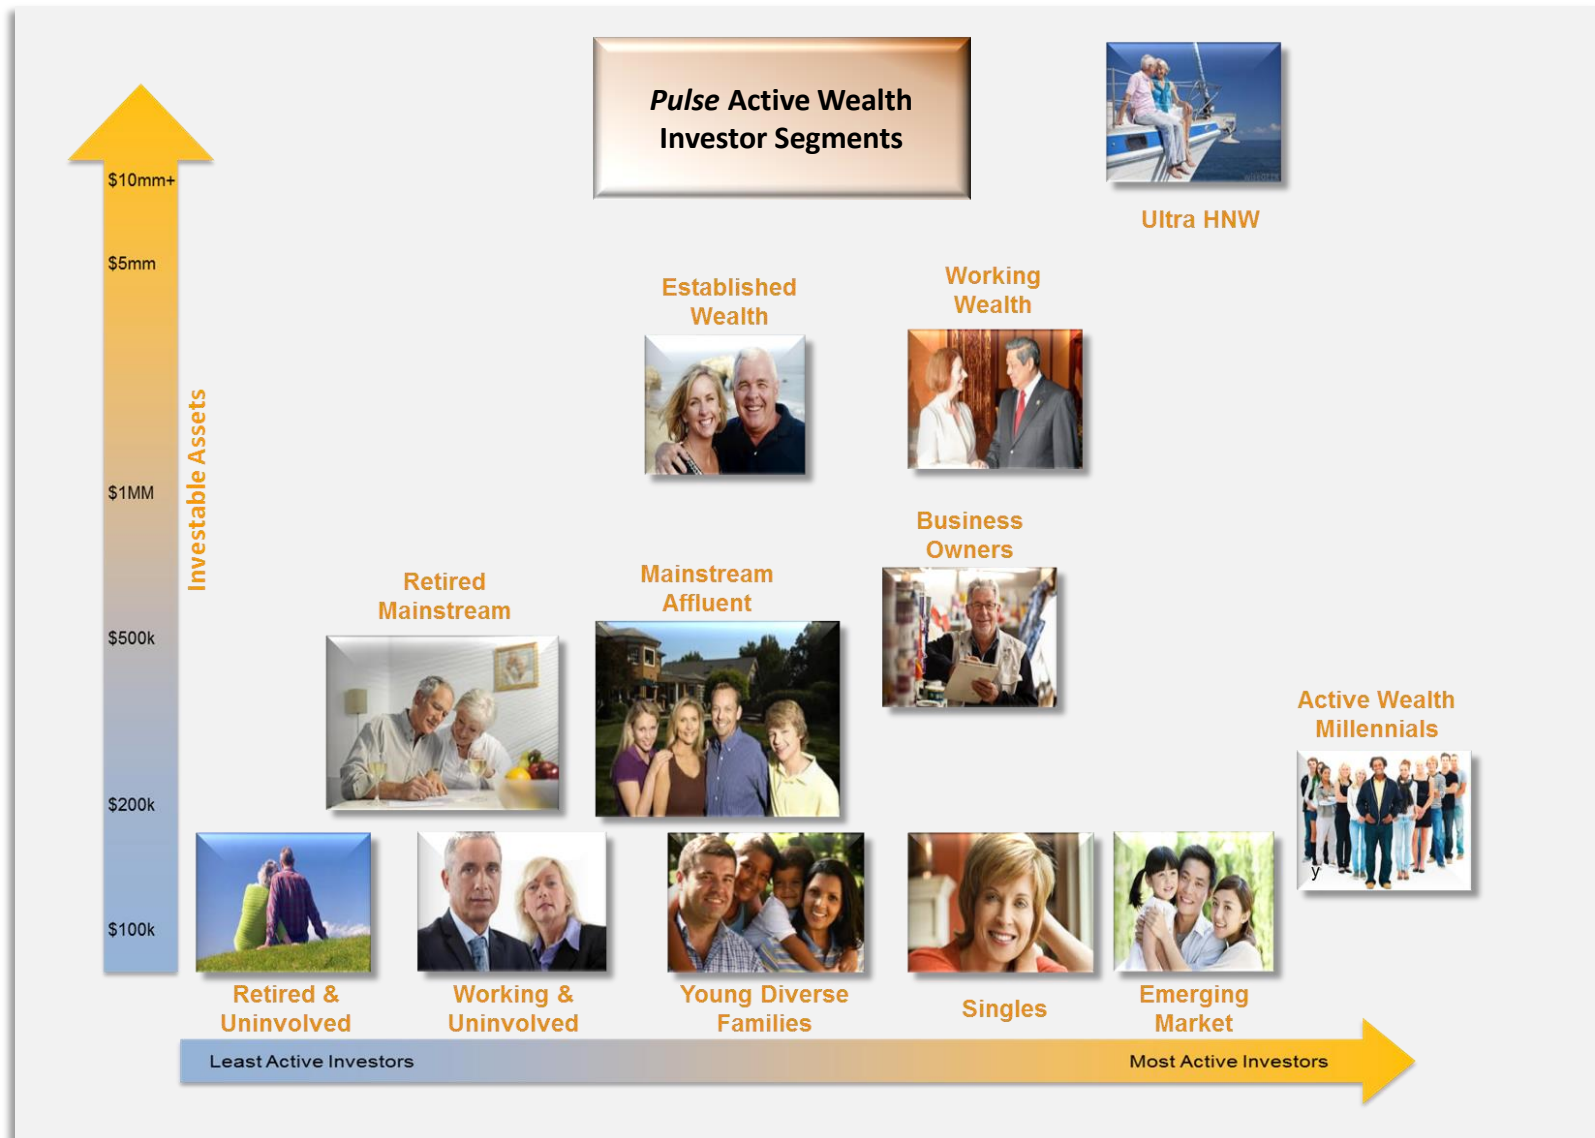 Pulse Active Wealth
Investor Segments
Ultra HNW
$10mm+
$5mm
$1MM
$500k
$200k
$100k
Investable Assets
Established
Wealth
Working
Wealth
Business
Owners
Retired
Mainstream
Mainstream
Affluent
Active Wealth
Millennials
y
Retired &
Uninvolved
Working &
Uninvolved
Young Diverse
Families
Singles
Emerging
Market
Least Active Investors
Most Active Investors